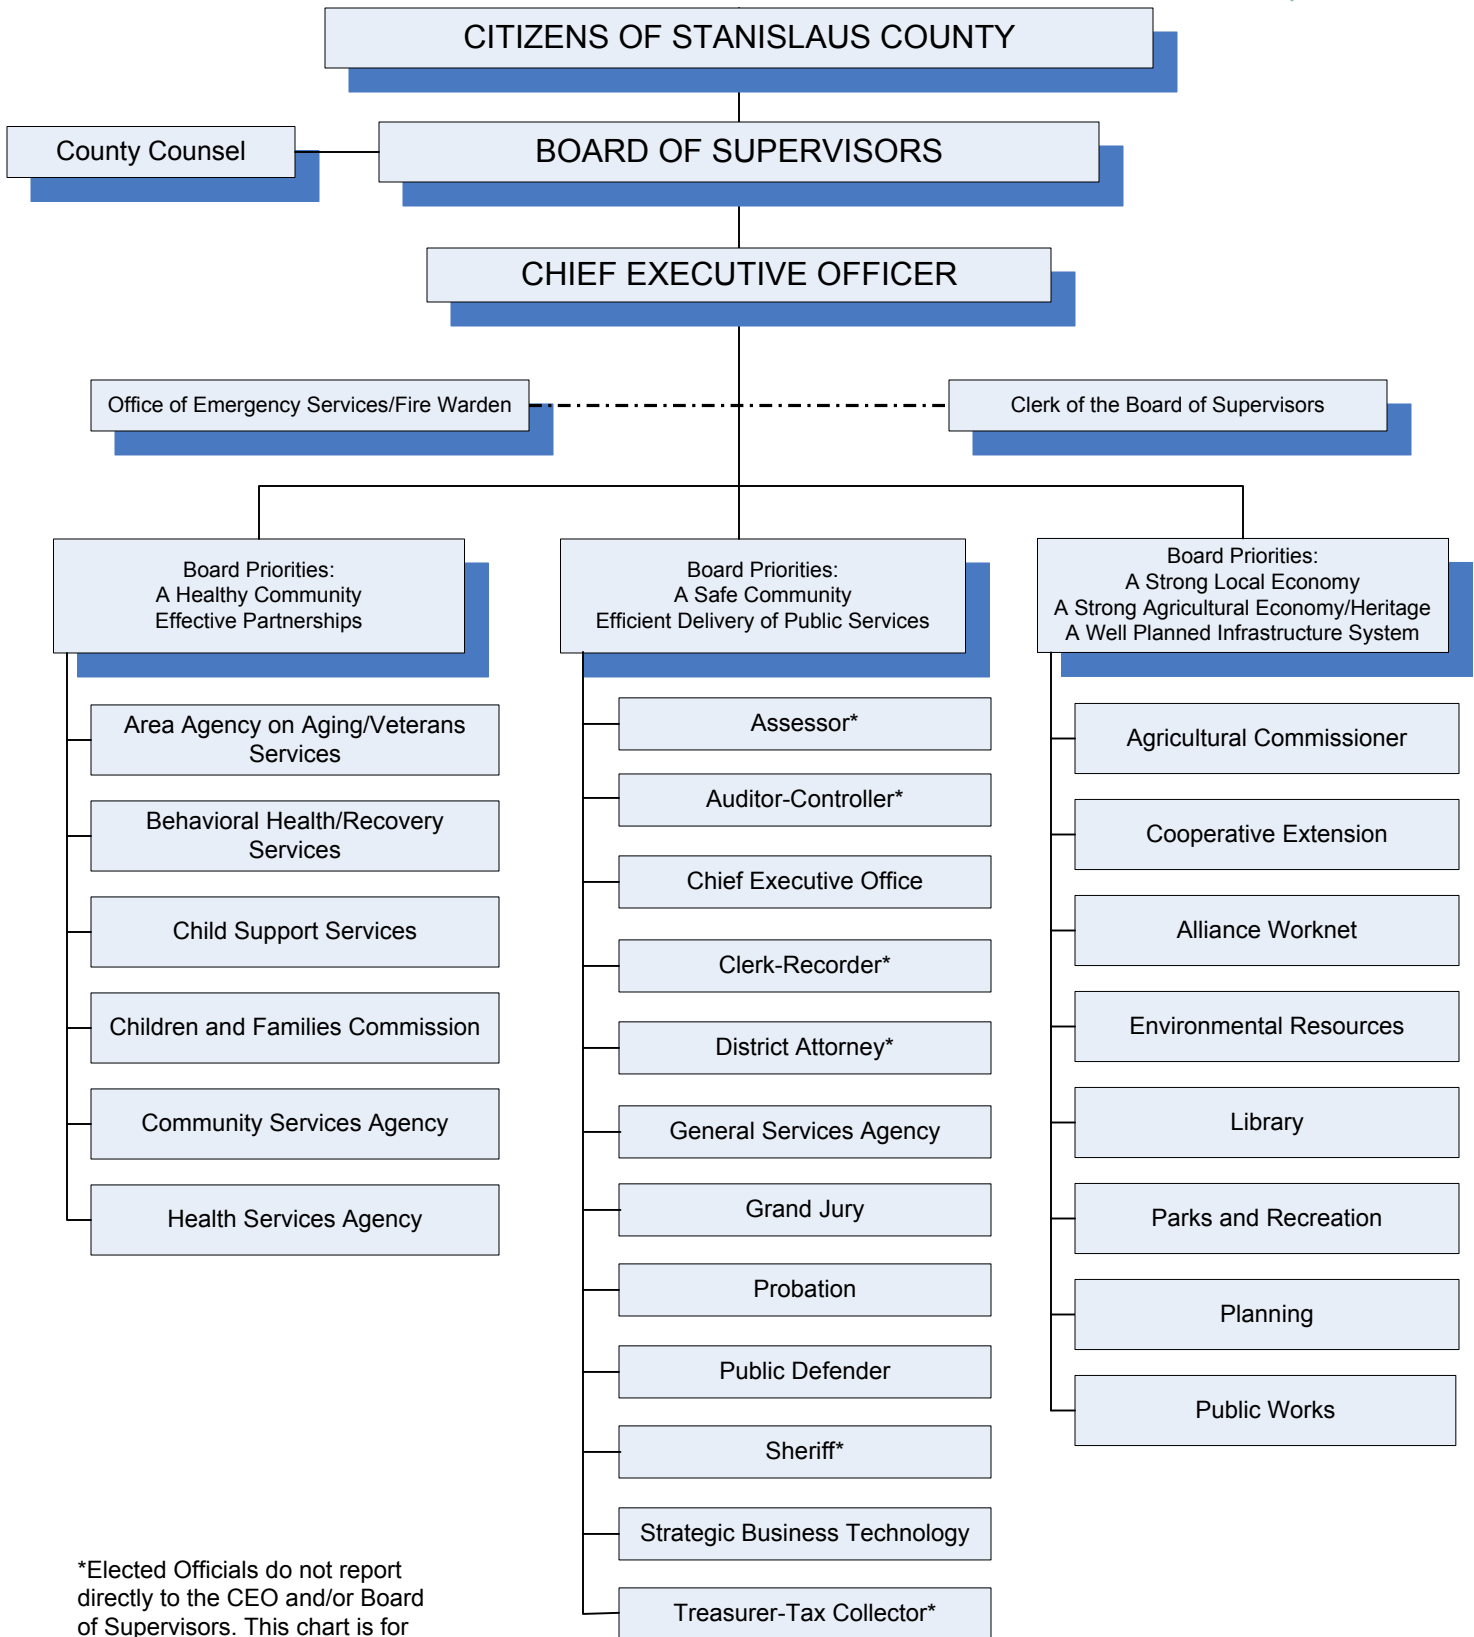 CITIZENS OF STANISLAUS COUNTY
County Counsel
BOARD OF SUPERVISORS
CHIEF EXECUTIVE OFFICER
Office of Emergency Services/Fire Warden
Clerk of the Board of Supervisors
Board Priorities:
A Healthy Community
Effective Partnerships
Area Agency on Aging/Veterans
Services
Behavioral Health/Recovery
Services
Child Support Services
Children and Families Commission
Community Services Agency
Health Services Agency
Board Priorities:
A Safe Community
Efficient Delivery of Public Services
Assessor*
Auditor-Controller*
Chief Executive Office
Clerk-Recorder*
District Attorney*
General Services Agency
Grand Jury
Probation
Public Defender
Sheriff*
Strategic Business Technology
Treasurer-Tax Collector*
Board Priorities:
A Strong Local Economy
A Strong Agricultural Economy/Heritage
A Well Planned Infrastructure System
Agricultural Commissioner
Cooperative Extension
Alliance Worknet
Environmental Resources
Library
Parks and Recreation
Planning
Public Works
*Elected Officials do not report
directly to the CEO and/or Board
of Supervisors. This chart is for